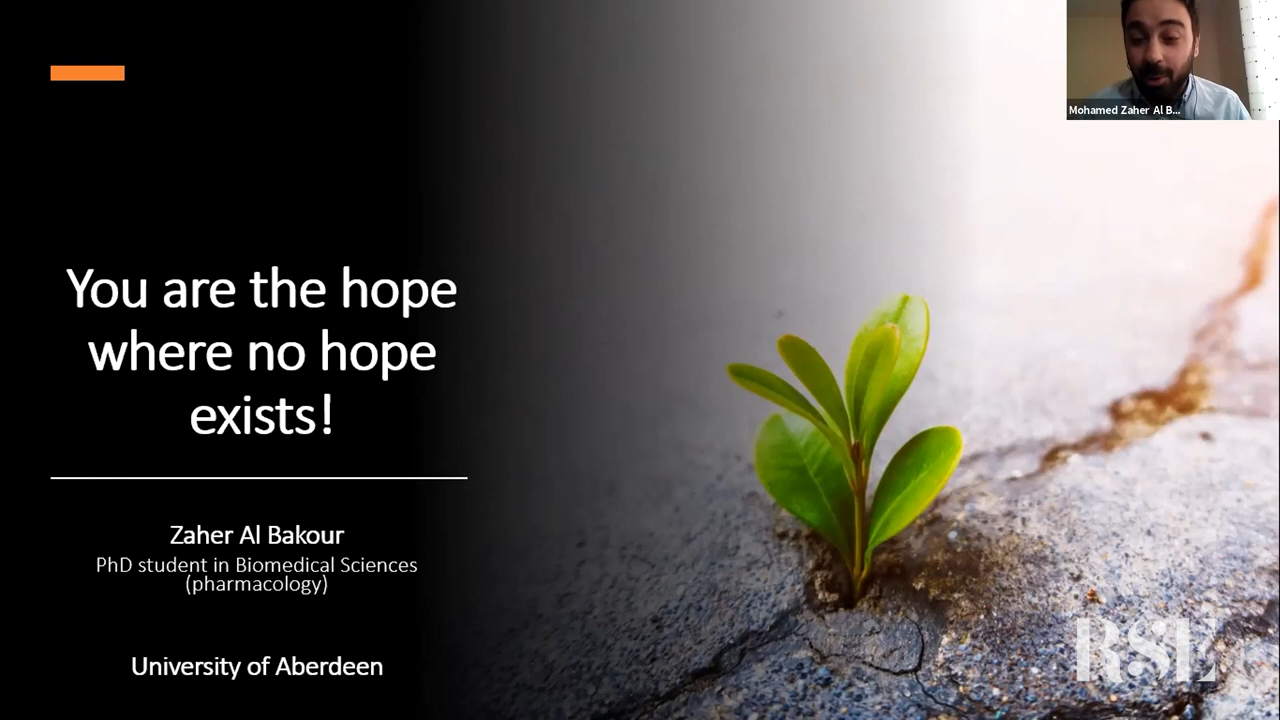 Mohamed Zaher Al B...
You are the hope
where no hope
exists!
Zaher Al Bakour
PhD student in Biomedical Sciences
(pharmacology)
University of Aberdeen
RSE